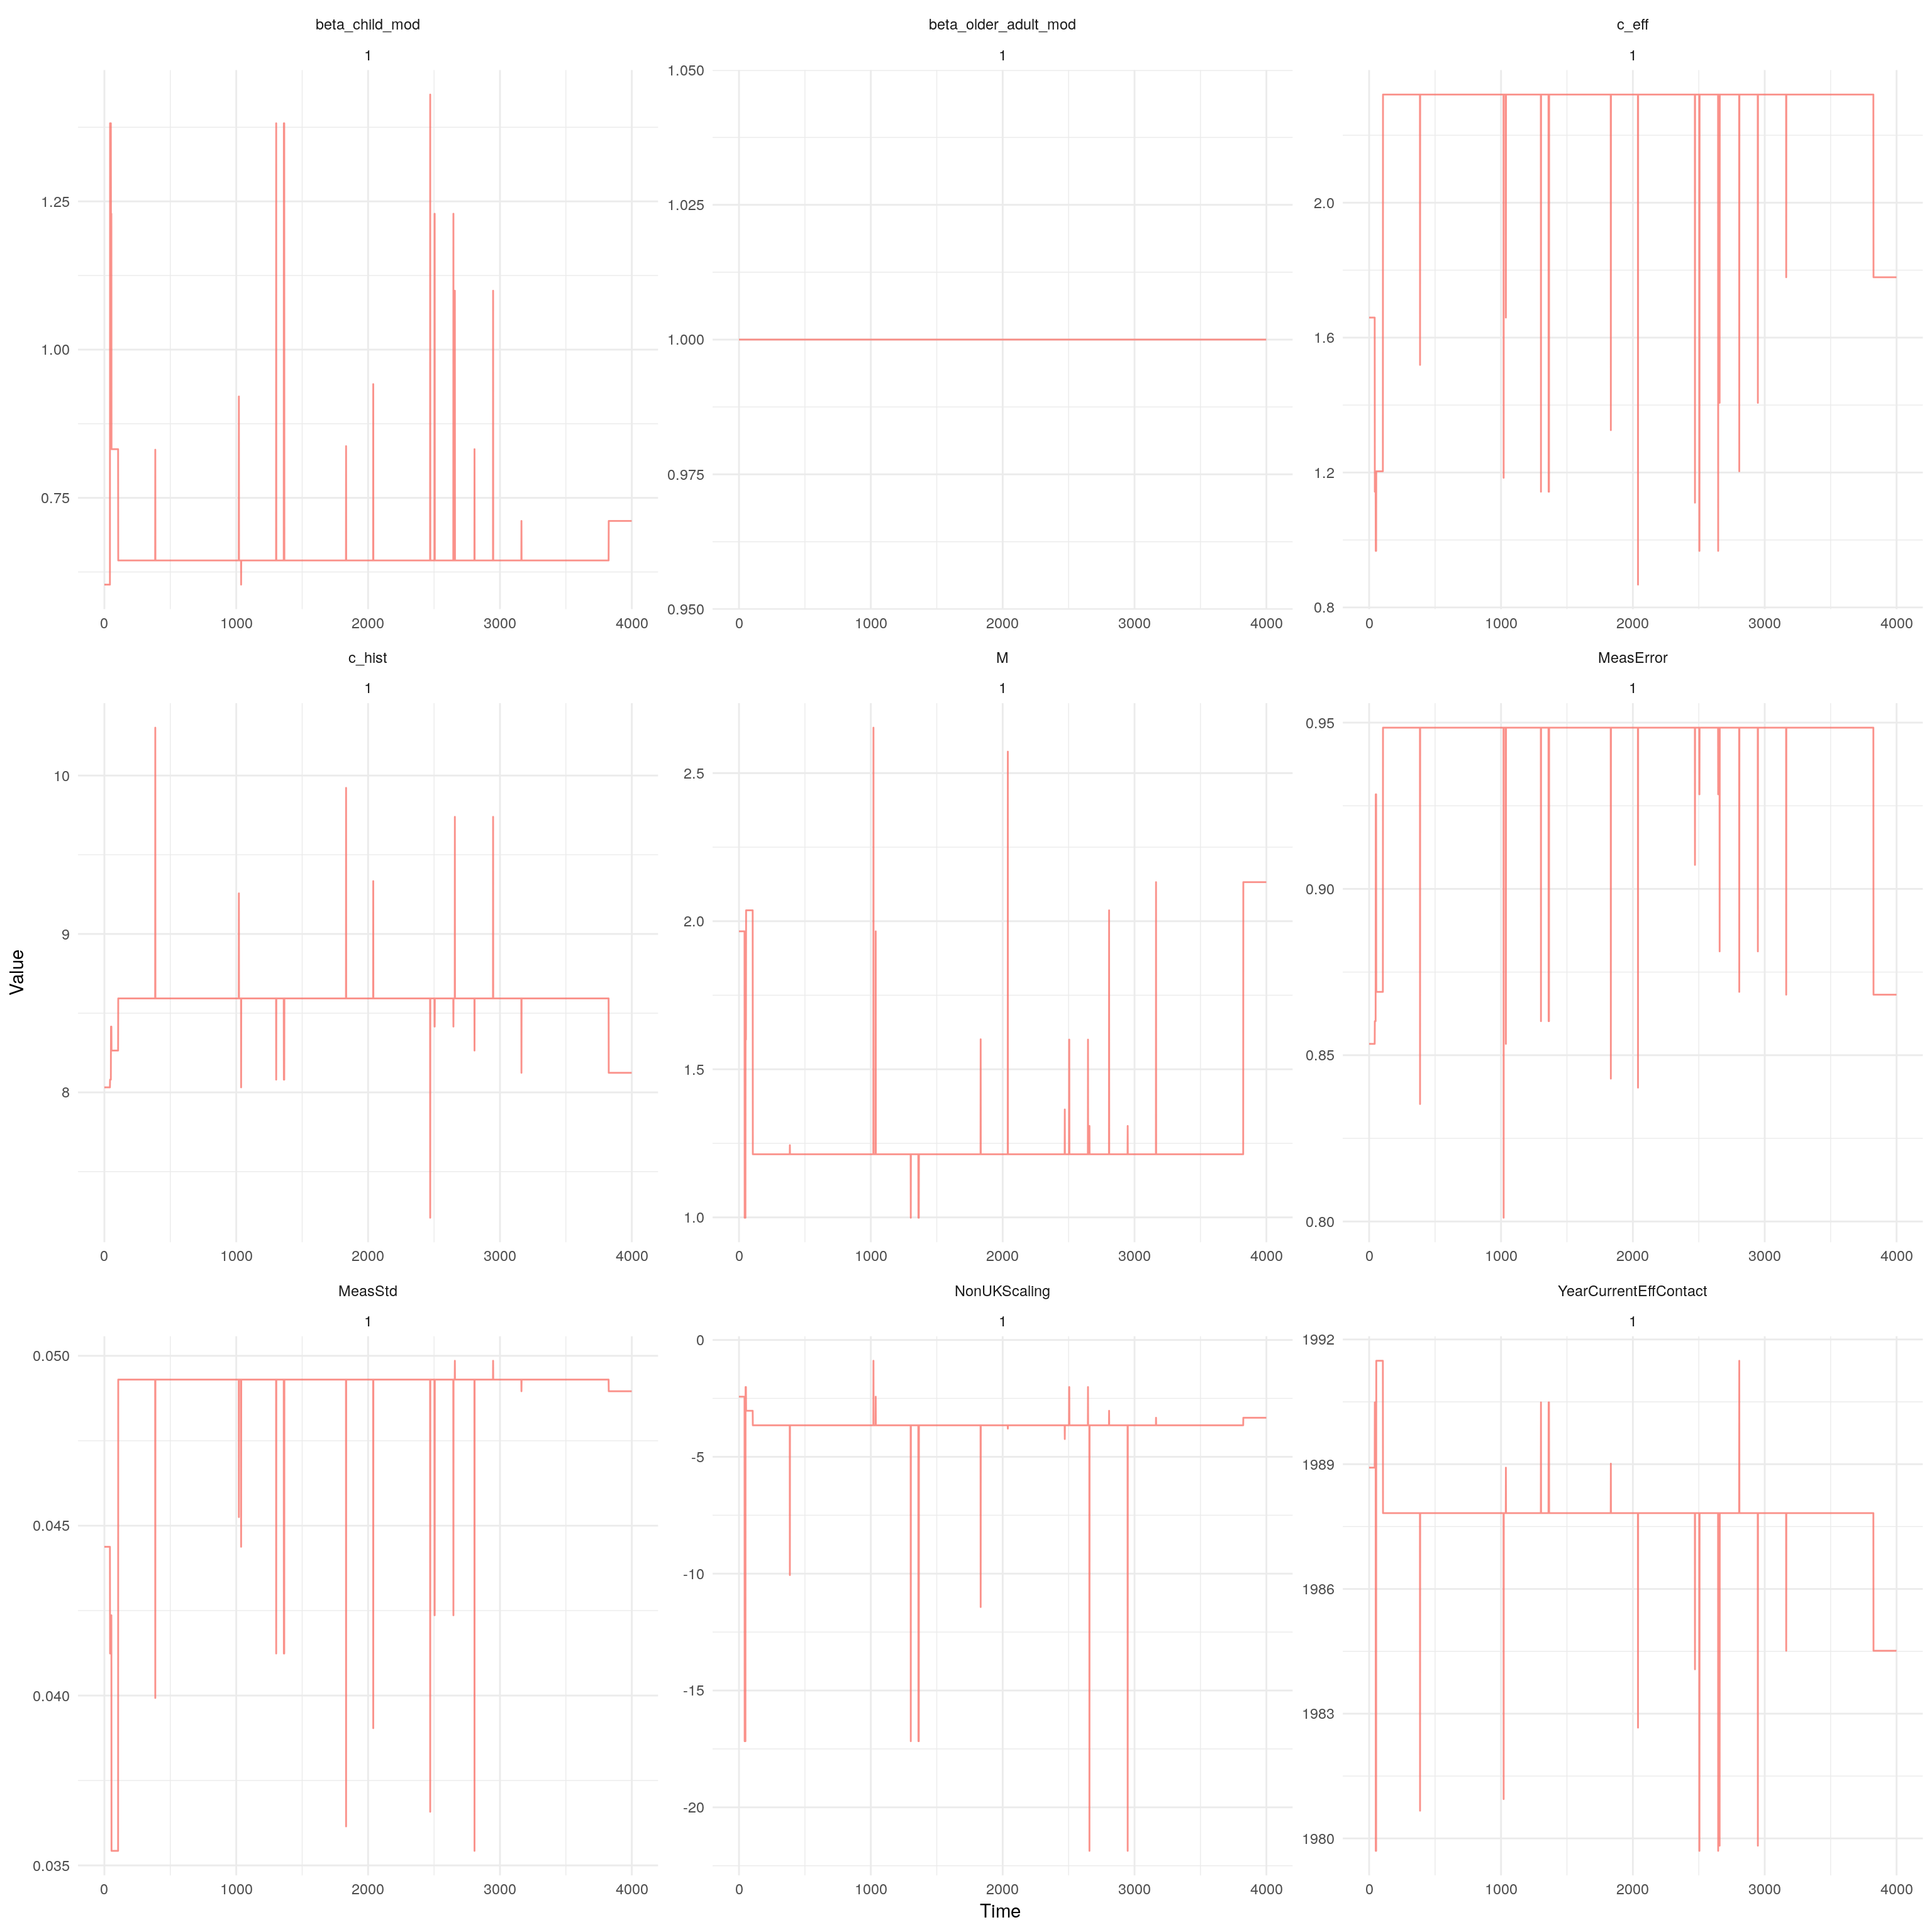 beta_child_mod beta_older_adult_mod c_eff
1 1 1
1.25
1.00
0.75
0 1000 2000 3000 4000
1.050
1.025
1.000
0.975
0.950
0 1000 2000 3000 4000
2.0
1.6
1.2
0.8
0 1000 2000 3000 4000
c_hist M MeasError
1 1 1
Value
10
9
8
0 1000 2000 3000 4000
2.5
2.0
1.5
1.0
0 1000 2000 3000 4000
0.95
0.90
0.85
0.80
0 1000 2000 3000 4000
MeasStd NonUKScaling YearCurrentEffContact
1 1 1
0.050
0.045
0.040
0.035
0 1000 2000 3000 4000
0
-5
-10
-15
-20
0 1000 2000 3000 4000
1992
1989
1986
1983
1980
0 1000 2000 3000 4000
Time